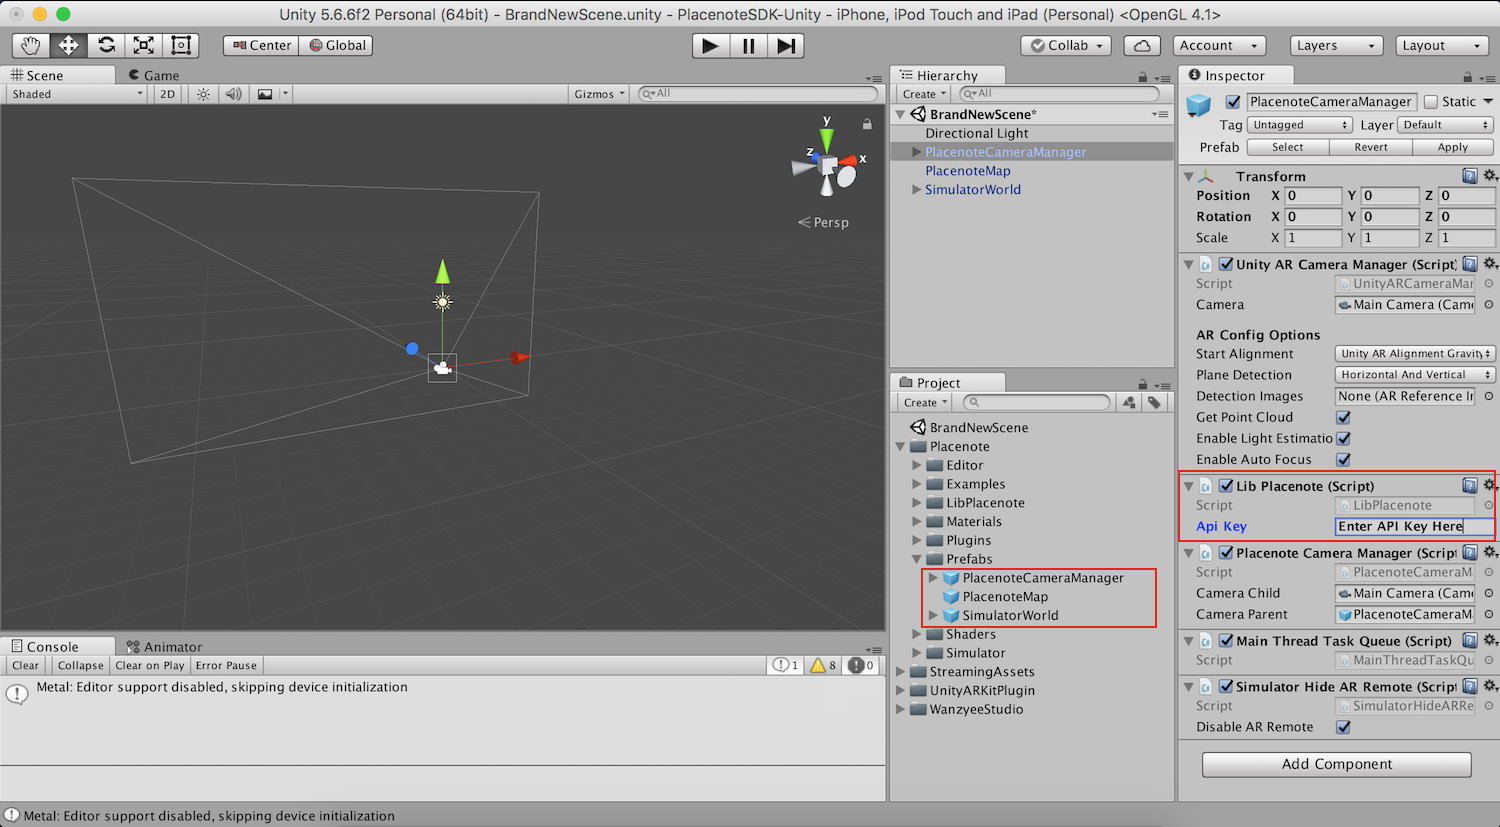 Unity 5.6.6f2 Personal (64bit) - BrandNewScene.unity - PlacenoteSDK-Unity - iPhone, iPod Touch and iPad (Personal) <OpenGL 4.1>
Center Global
Collab Account Layers Layout
Scene Game
Shaded 2D Gizmos All
y
z x
Persp
Console Animator
Clear Collapse Clear on Play Error Pause 1 8 0
Metal: Editor support disabled, skipping device initialization
Hierarchy
Create All
BrandNewScene*
Directional Light
PlacenoteCameraManager
PlacenoteMap
SimulatorWorld
Project
Create
BrandNewScene
Placenote
Editor
Examples
LibPlacenote
Materials
Plugins
Prefabs
PlacenoteCameraManager
PlacenoteMap
SimulatorWorld
Shaders
Simulator
StreamingAssets
UnityARKitPlugin
WanzyeeStudio
Inspector
PlacenoteCameraManager Static
Tag Untagged Layer Default
Prefab Select Revert Apply
Transform
Position X 0 Y 0 Z 0
Rotation X 0 Y 0 Z 0
Scale X 1 Y 1 Z 1
Unity AR Camera Manager (Script)
Script UnityARCameraMar
Camera Main Camera (Came
AR Config Options
Start Alignment Unity AR Alignment Gravity
Plane Detection Horizontal And Vertical
Detection Images None (AR Reference Ir
Get Point Cloud
Enable Light Estimatio
Enable Auto Focus
Lib Placenote (Script)
Script LibPlacenote
Api Key Enter API Key Here
Placenote Camera Manager (Script
Script PlacenoteCameraM
Camera Child Main Camera (Came
Camera Parent PlacenoteCameraM
Main Thread Task Queue (Script)
Script MainThreadTaskQu
Simulator Hide AR Remote (Script
Script SimulatorHideARRe
Disable AR Remote
Add Component
Metal: Editor support disabled, skipping device initialization